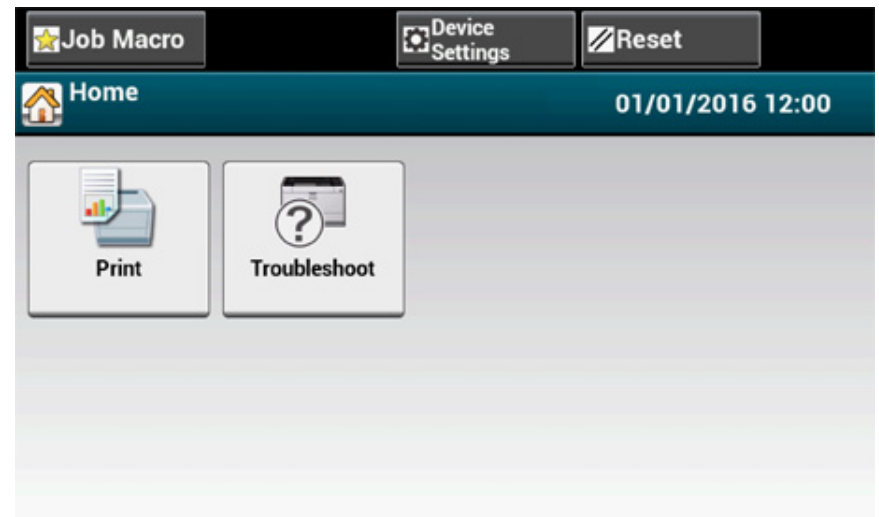 Job Macro
Device
Settings
Reset
Home
01/01/2016 12:00
Print
Troubleshoot